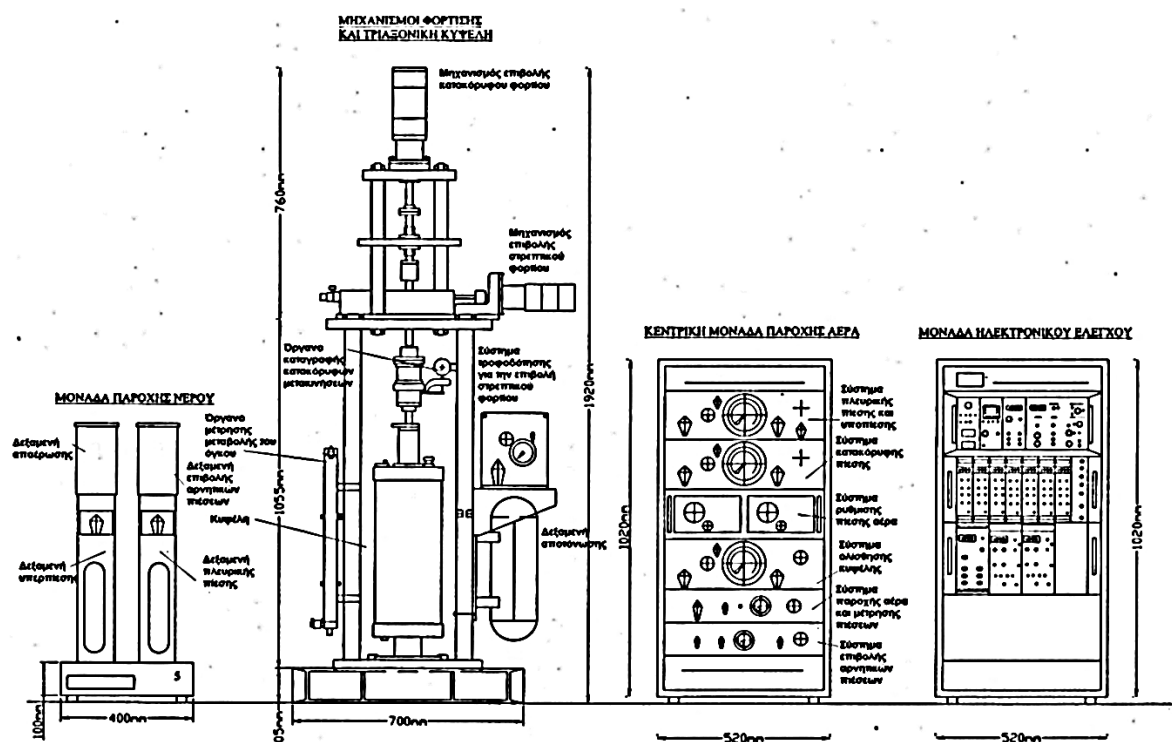 ΜΗΧΑΝΙΣΜΟΙ ΦΟΡΤΙΣΗΣ
ΚΑΙ ΤΡΙΑΞΟΝΙΚΗ ΚΥΨΕΛΗ
Μηχανισμός επιβολής
κατακόρυφου φορτίου
760mm
1920mm
Μηχανισμός
επιβολής
στρεπτικού
φορτίου
Όργανο
καταγραφής
κατακόρυφων
μετακινήσεων
Σύστημα
τροφοδότησης
για την επιβολή
στρεπτικού
φορτίου
ΜΟΝΑΔΑ ΠΑΡΟΧΗΣ ΝΕΡΟΥ
Δεξαμενή
απαέρωσης
Όργανο
μέτρησης
μεταβολής του
όγκου
Δεξαμενή
επιβολής
αρνητικών
πιέσεων
Κυψέλη
Δεξαμενή
υπερπίεσης
Δεξαμενή
πλευρικής
πίεσης
Δεξαμενή
αποτόνωσης
1055mm
S
100mm
400mm
105mm
700mm
ΚΕΝΤΡΙΚΗ ΜΟΝΑΔΑ ΠΑΡΟΧΗΣ ΑΕΡΑ
Σύστημα
πλευρικής
πίεσης και
υποπίεσης
Σύστημα
κατακόρυφης
πίεσης
Σύστημα
ρύθμισης
πίεσης αέρα
Σύστημα
ολίσθησης
κυψέλης
Σύστημα
παροχής αέρα
και μέτρησης
πιέσεων
Σύστημα
επιβολής
αρνητικών
πιέσεων
1020mm
520mm
ΜΟΝΑΔΑ ΗΛΕΚΤΡΟΝΙΚΟΥ ΕΛΕΓΧΟΥ
1020mm
520mm